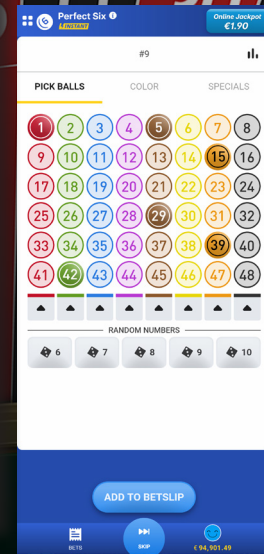 Perfect Six
INSTANT
Online Jackpot
€1.90
#9
PICK BALLS COLOR SPECIALS
1 2 3 4 5 6 7 8
9 10 11 12 13 14 15 16
17 18 19 20 21 22 23 24
25 26 27 28 29 30 31 32
33 34 35 36 37 38 39 40
41 42 43 44 45 46 47 48
RANDOM NUMBERS
6 7 8 9 10
ADD TO BETSLIP
BETS SKIP € 94,901.49